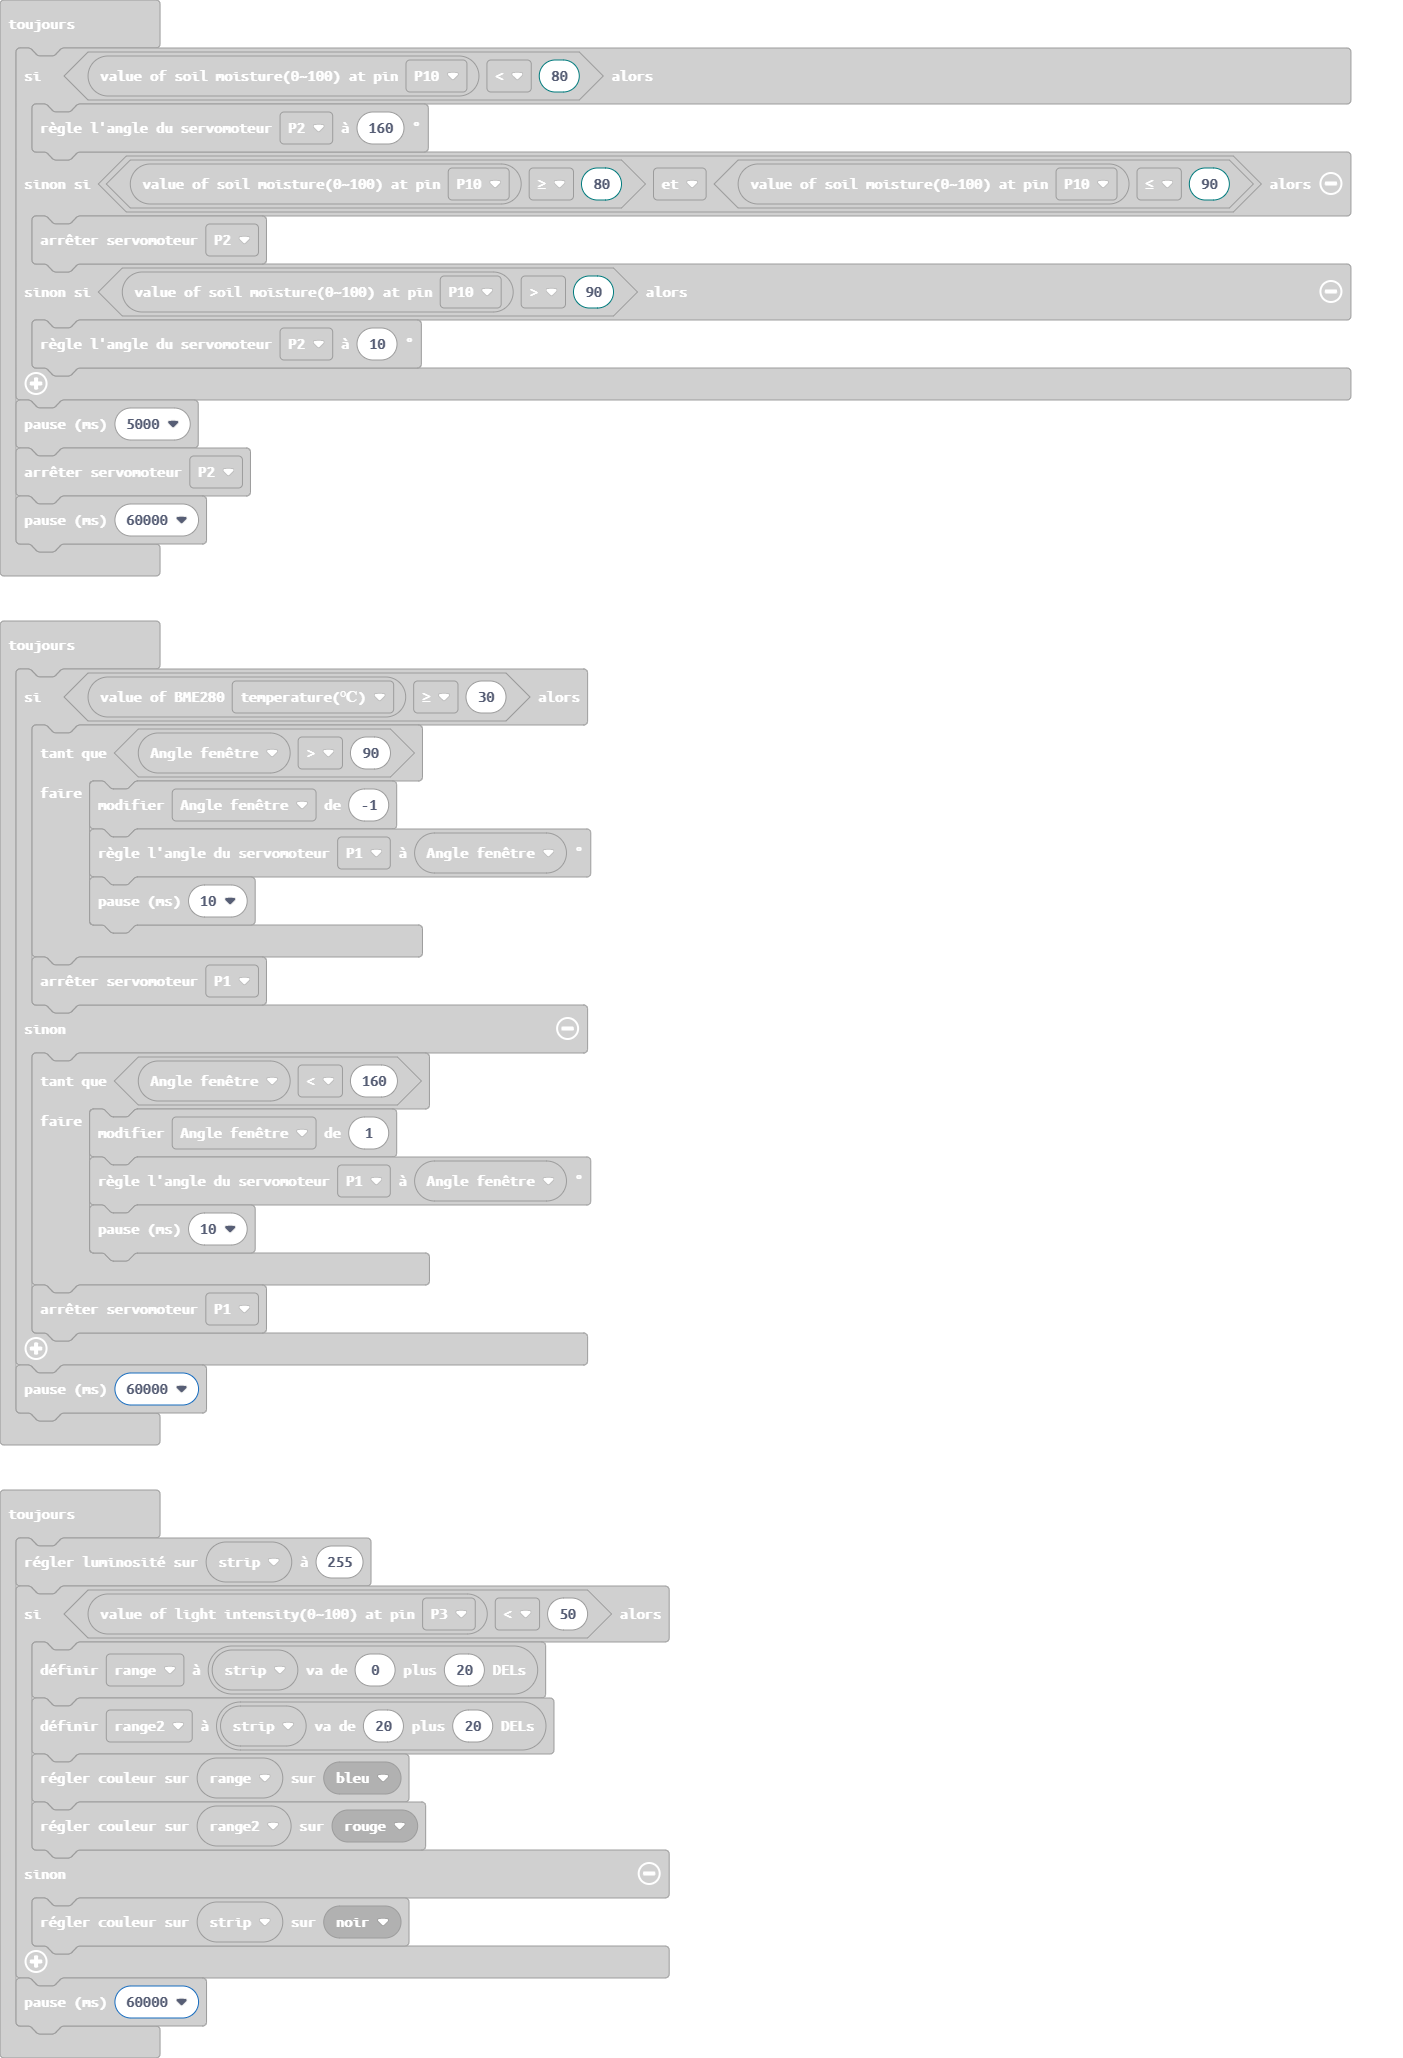 toujours
si value of soil moisture(0-100) at pin P10 < 80 alors
règle l'angle du servomoteur P2 à 160 °
sinon si value of soil moisture(0-100) at pin P10 ≥ 80 et value of soil moisture(0-100) at pin P10 ≤ 90 alors
arrêter servomoteur P2
sinon si value of soil moisture(0-100) at pin P10 > 90 alors
règle l'angle du servomoteur P2 à 10 °
pause (ms) 5000
arrêter servomoteur P2
pause (ms) 60000
toujours
si value of BME280 temperature(℃) ≥ 30 alors
tant que Angle fenêtre > 90
faire
modifier Angle fenêtre de -1
règle l'angle du servomoteur P1 à Angle fenêtre °
pause (ms) 10
arrêter servomoteur P1
sinon
tant que Angle fenêtre < 160
faire
modifier Angle fenêtre de 1
règle l'angle du servomoteur P1 à Angle fenêtre °
pause (ms) 10
arrêter servomoteur P1
pause (ms) 60000
toujours
régler luminosité sur strip à 255
si value of light intensity(0-100) at pin P3 < 50 alors
définir range à strip va de 0 plus 20 DELs
définir range2 à strip va de 20 plus 20 DELs
régler couleur sur range sur bleu
régler couleur sur range2 sur rouge
sinon
régler couleur sur strip sur noir
pause (ms) 60000